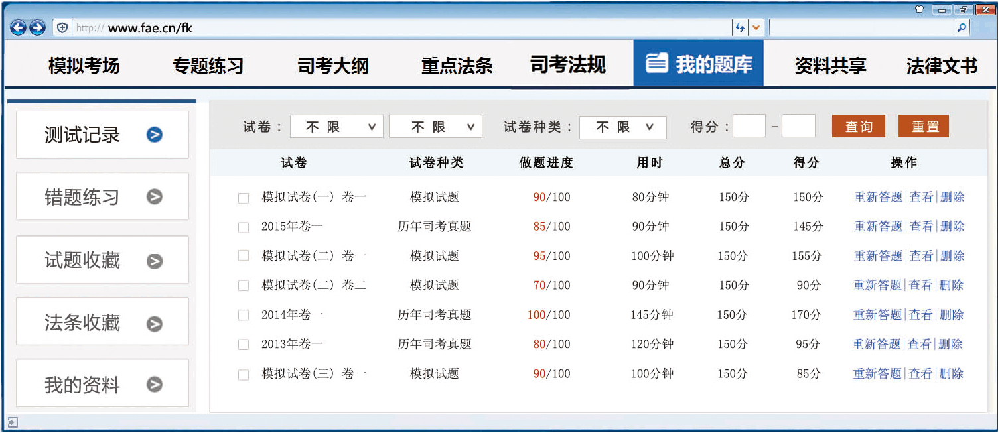 http:// www.fae.cn/fk
模拟考场 专题练习 司考大纲 重点法条 司考法规 我的题库 资料共享 法律文书
测试记录
错题练习
试题收藏
法条收藏
我的资料
试卷： 不 限 不 限 试卷种类： 不 限 得分： - 查询 重置
试卷 试卷种类 做题进度 用时 总分 得分 操作
模拟试卷(一) 卷一 模拟试题 90/100 80分钟 150分 150分 重新答题|查看|删除
2015年卷一 历年司考真题 85/100 90分钟 150分 145分 重新答题|查看|删除
模拟试卷(二) 卷一 模拟试题 95/100 100分钟 150分 155分 重新答题|查看|删除
模拟试卷(二) 卷二 模拟试题 70/100 90分钟 150分 90分 重新答题|查看|删除
2014年卷一 历年司考真题 100/100 145分钟 150分 170分 重新答题|查看|删除
2013年卷一 历年司考真题 80/100 120分钟 150分 95分 重新答题|查看|删除
模拟试卷(三) 卷一 模拟试题 90/100 100分钟 150分 85分 重新答题|查看|删除